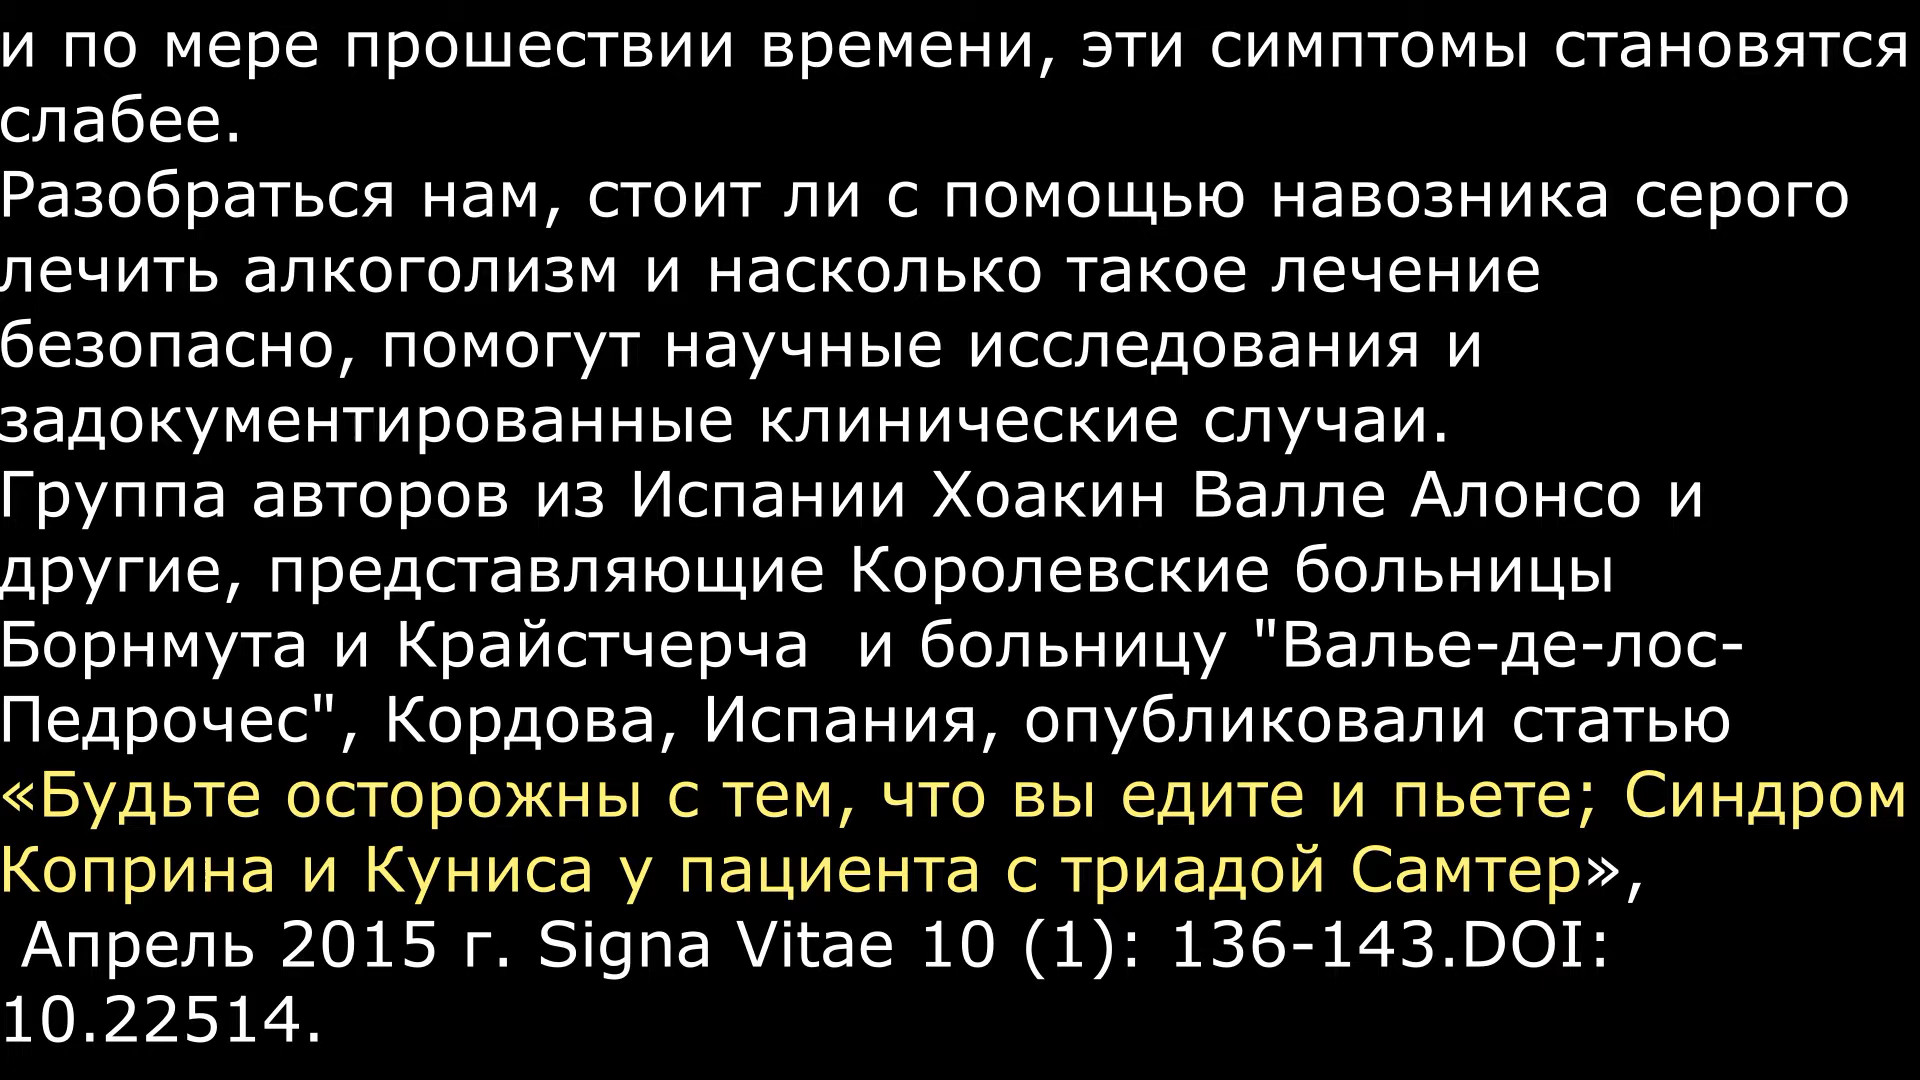 и по мере прошествии времени, эти симптомы становятся
слабее.
Разобраться нам, стоит ли с помощью навозника серого
лечить алкоголизм и насколько такое лечение
безопасно, помогут научные исследования и
задокументированные клинические случаи.
Группа авторов из Испании Хоакин Валле Алонсо и
другие, представляющие Королевские больницы
Борнмута и Крайстчерча  и больницу "Валье-де-лос-
Педрочес", Кордова, Испания, опубликовали статью
«Будьте осторожны с тем, что вы едите и пьете; Синдром
Коприна и Куниса у пациента с триадой Самтер»,
Апрель 2015 г. Signa Vitae 10 (1): 136-143.DOI:
10.22514.